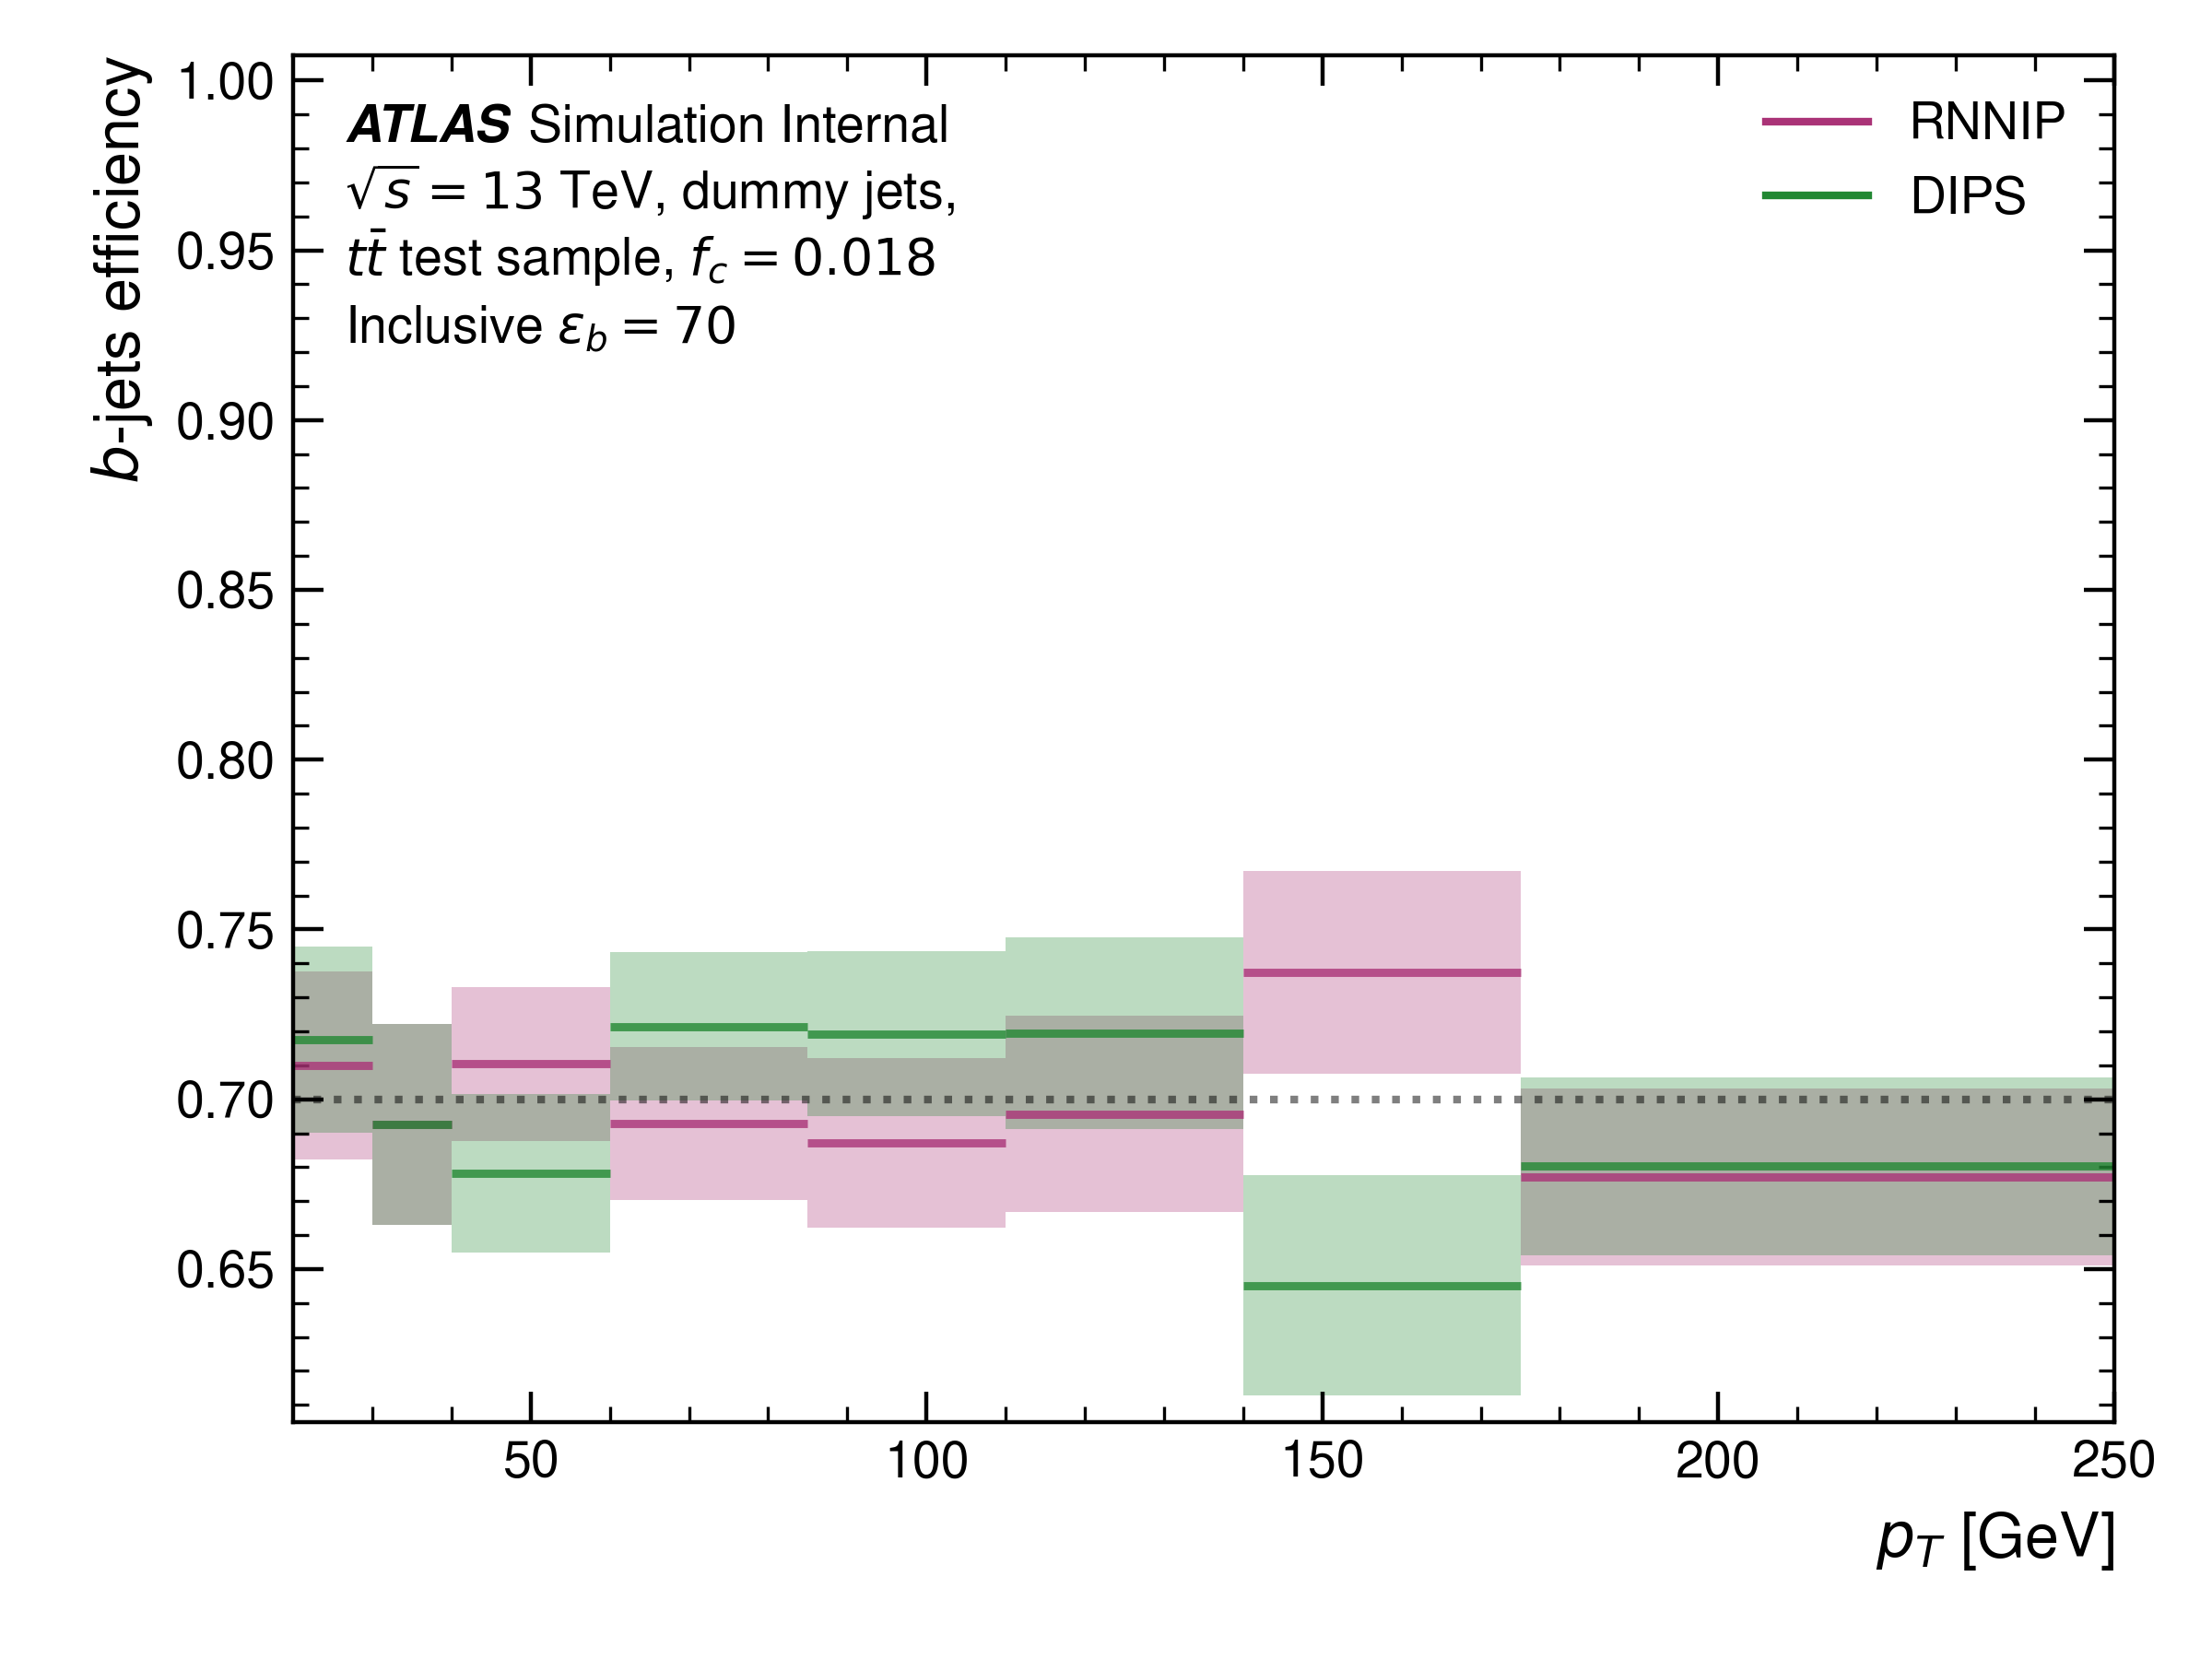 b-jets efficiency
1.00
0.95
0.90
0.85
0.80
0.75
0.70
0.65
ATLAS Simulation Internal
√s = 13 TeV, dummy jets,
tt̄ test sample, f_c = 0.018
Inclusive ε_b = 70
RNNIP
DIPS
50 100 150 200 250
p_T [GeV]